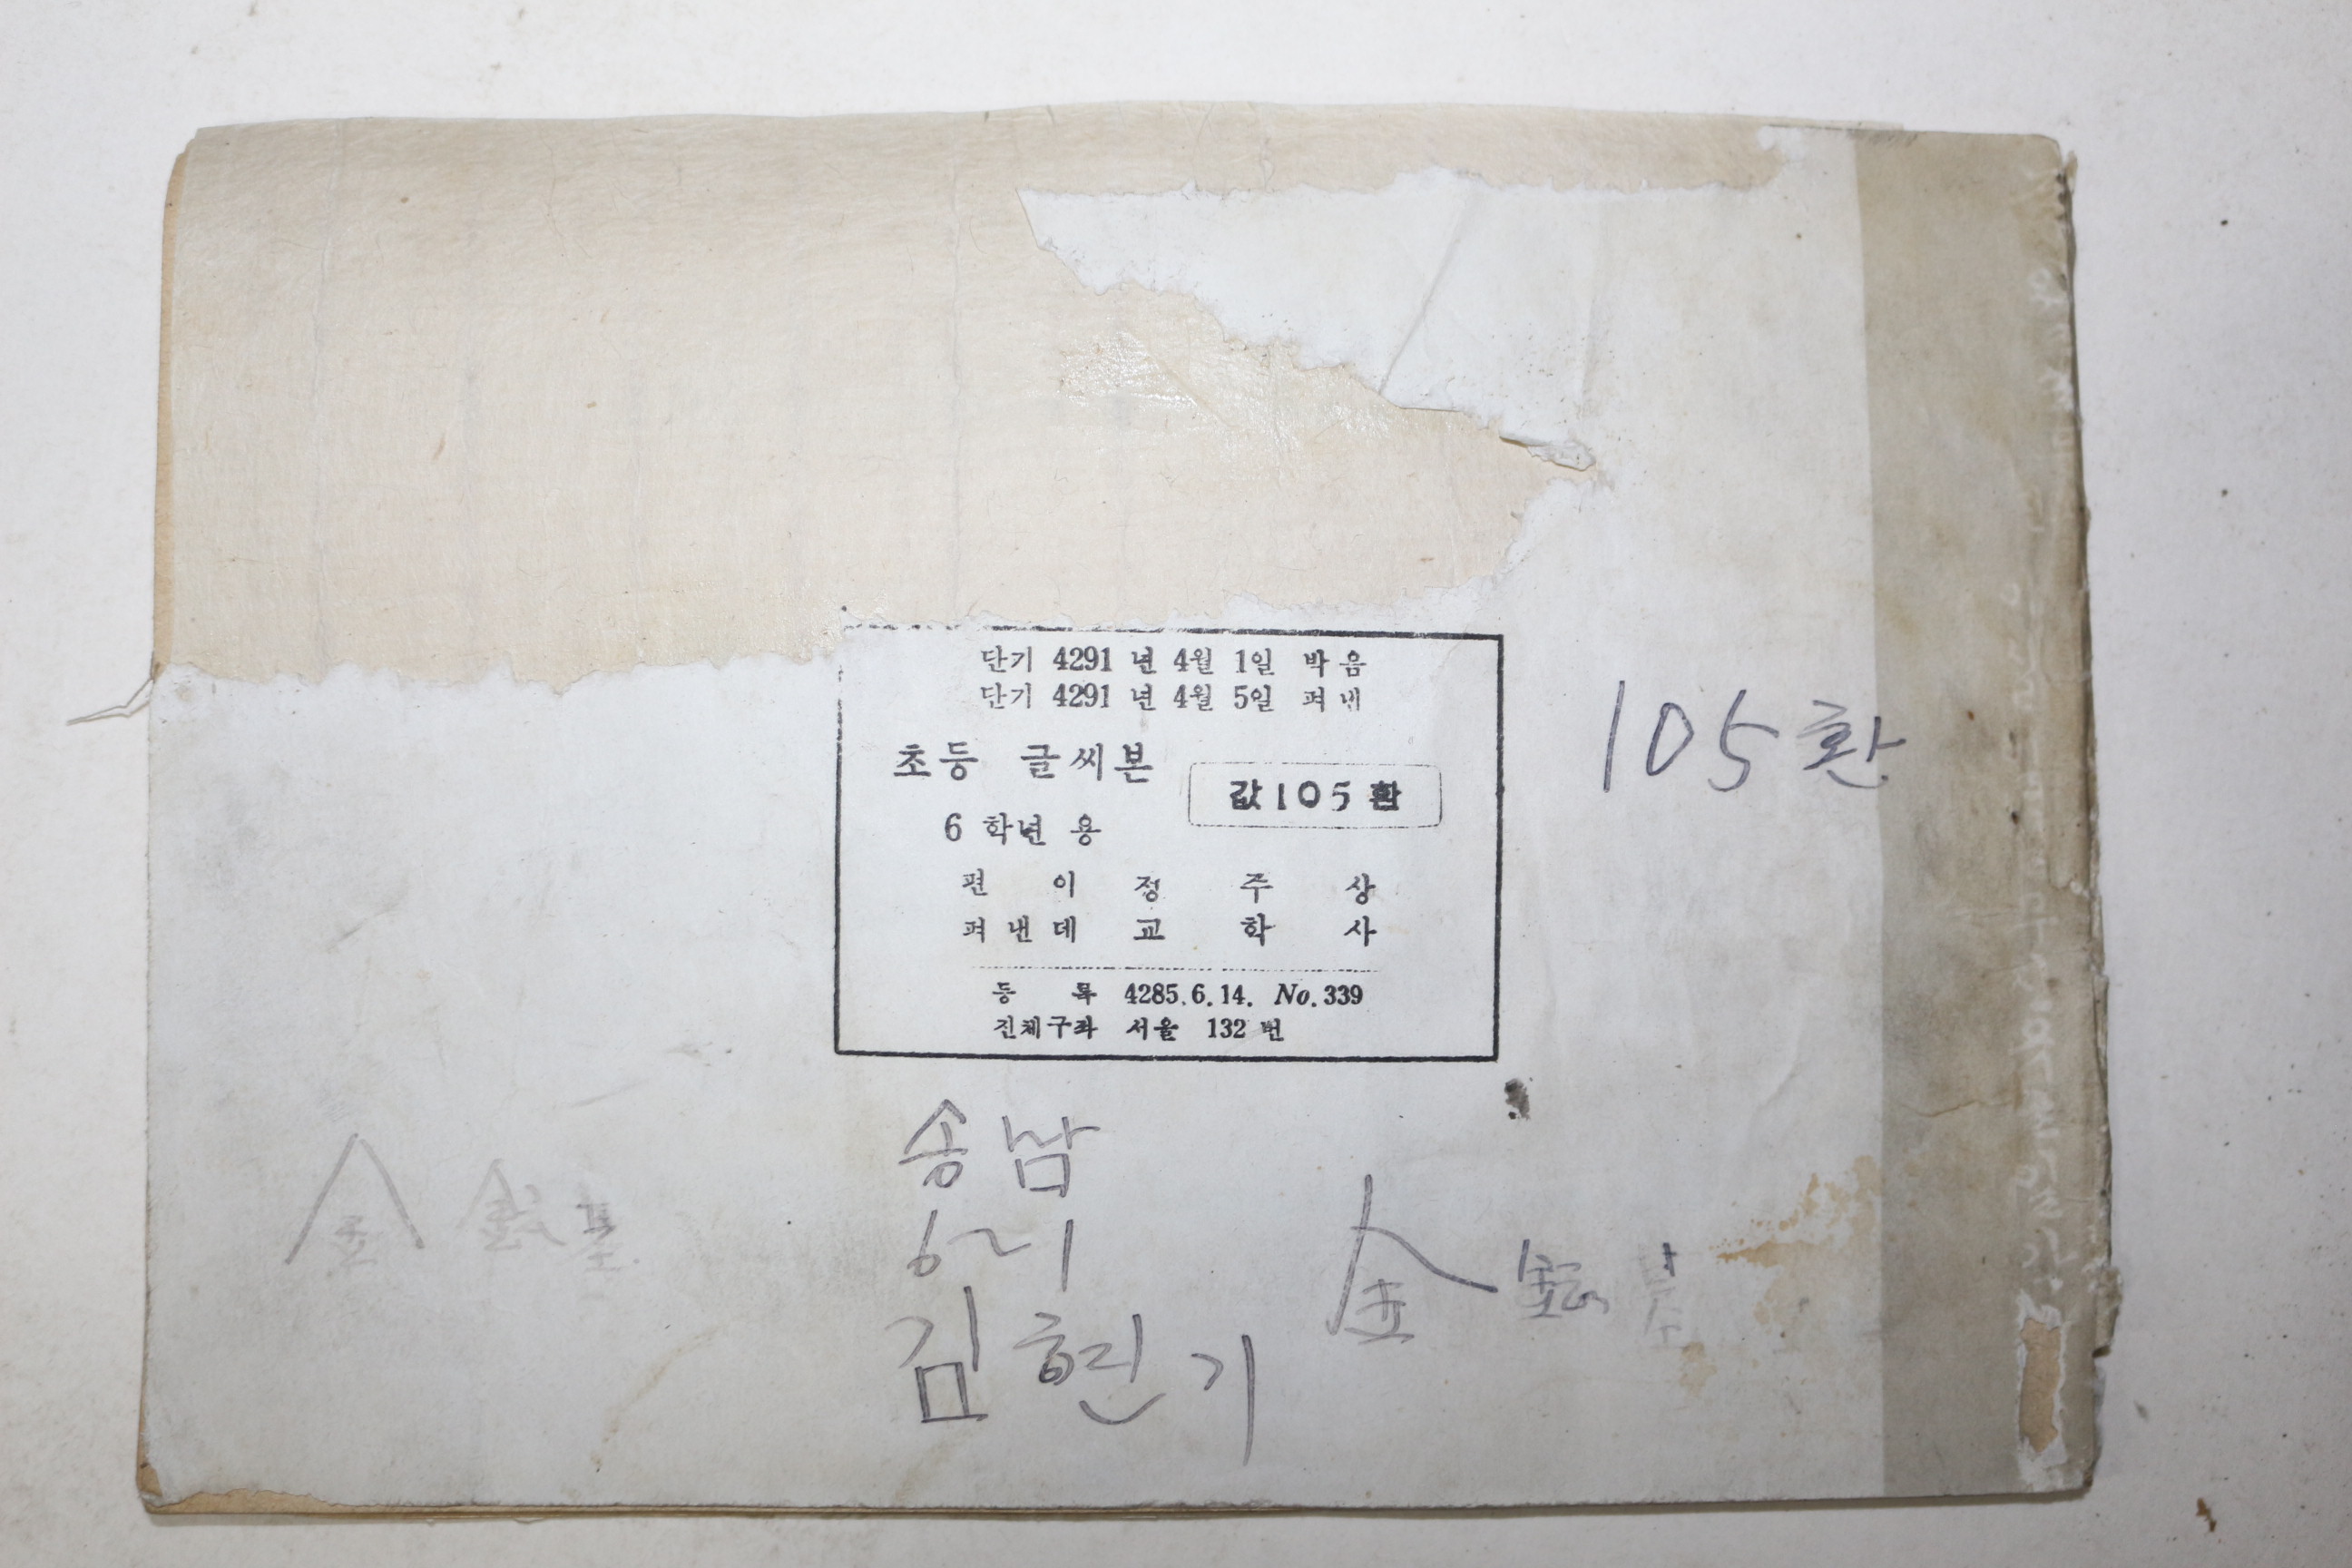 단기 4291 년 4월 1일 박음
단기 4291 년 4월 5일 펴냄
초등 글씨본
값 105 환
6 학년 용
편 이 정 주 상
펴 낸 데 교 학 사
등 록 4285.6.14. No.339
진체구좌 서울 132 번
105환
송남
6~1
김현기
金
金